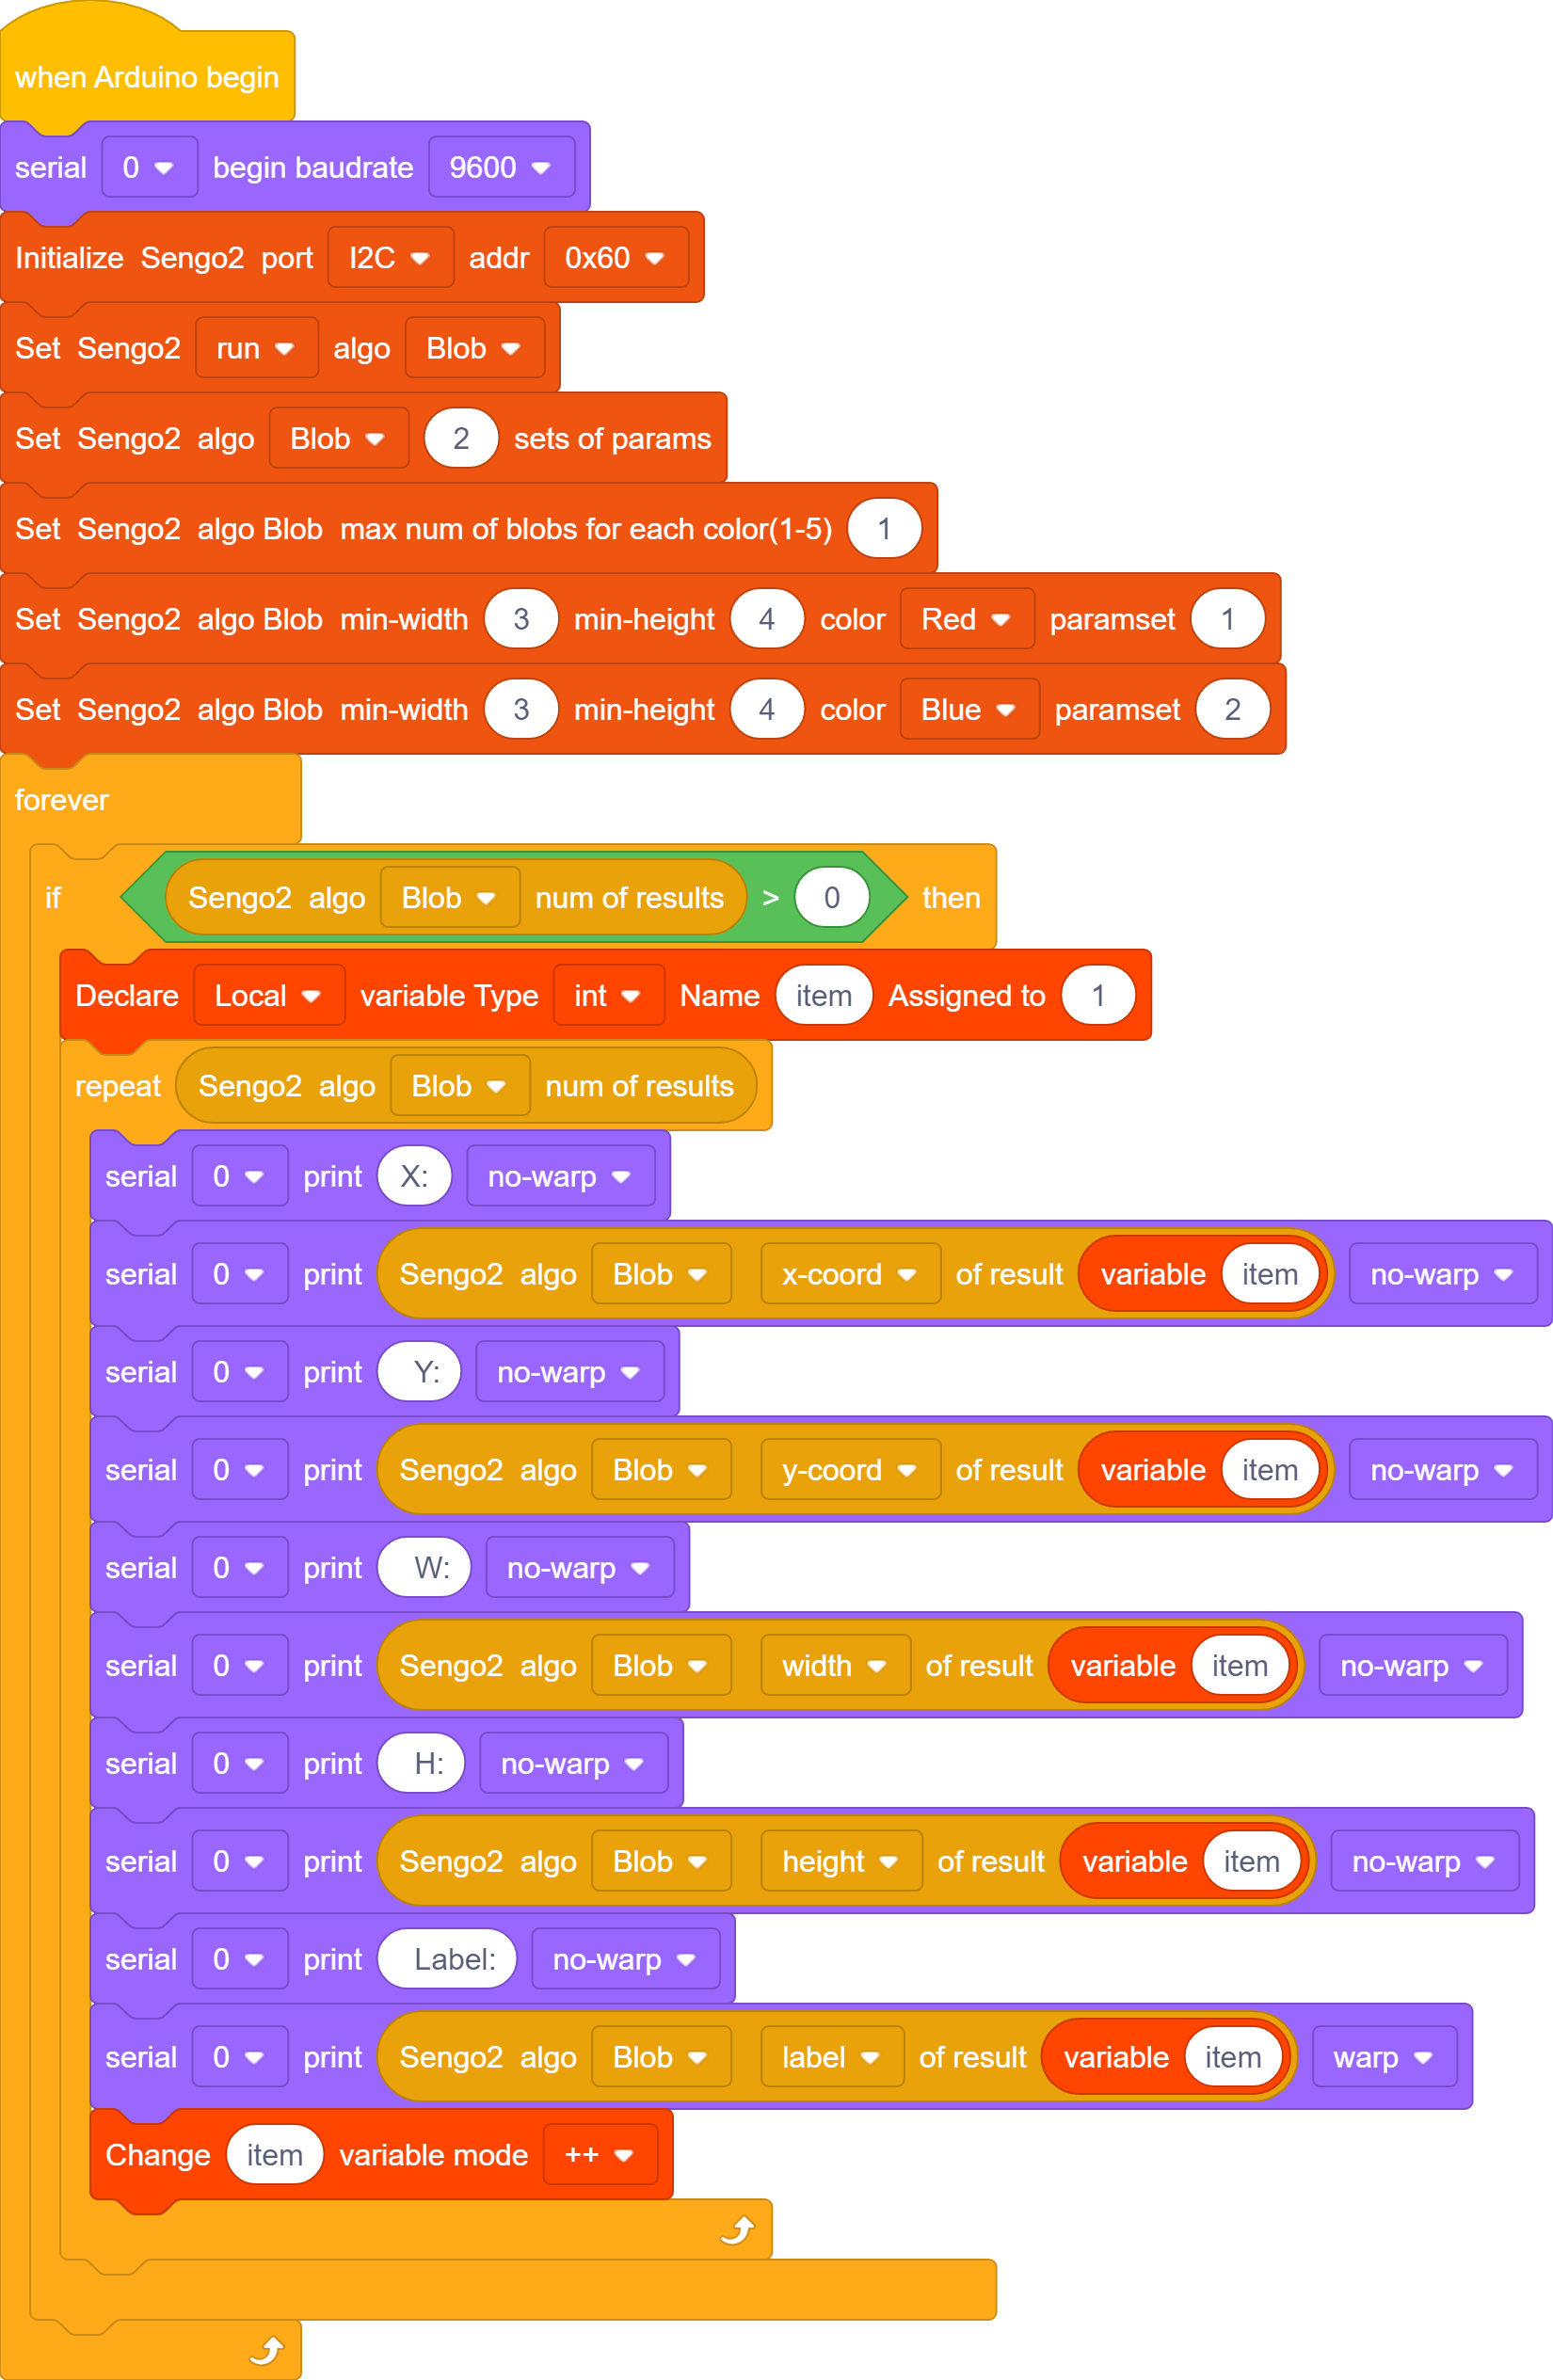 when Arduino begin
serial 0 begin baudrate 9600
Initialize Sengo2 port I2C addr 0x60
Set Sengo2 run algo Blob
Set Sengo2 algo Blob 2 sets of params
Set Sengo2 algo Blob max num of blobs for each color(1-5) 1
Set Sengo2 algo Blob min-width 3 min-height 4 color Red paramset 1
Set Sengo2 algo Blob min-width 3 min-height 4 color Blue paramset 2
forever
if Sengo2 algo Blob num of results > 0 then
Declare Local variable Type int Name item Assigned to 1
repeat Sengo2 algo Blob num of results
serial 0 print X: no-warp
serial 0 print Sengo2 algo Blob x-coord of result variable item no-warp
serial 0 print Y: no-warp
serial 0 print Sengo2 algo Blob y-coord of result variable item no-warp
serial 0 print W: no-warp
serial 0 print Sengo2 algo Blob width of result variable item no-warp
serial 0 print H: no-warp
serial 0 print Sengo2 algo Blob height of result variable item no-warp
serial 0 print Label: no-warp
serial 0 print Sengo2 algo Blob label of result variable item warp
Change item variable mode ++